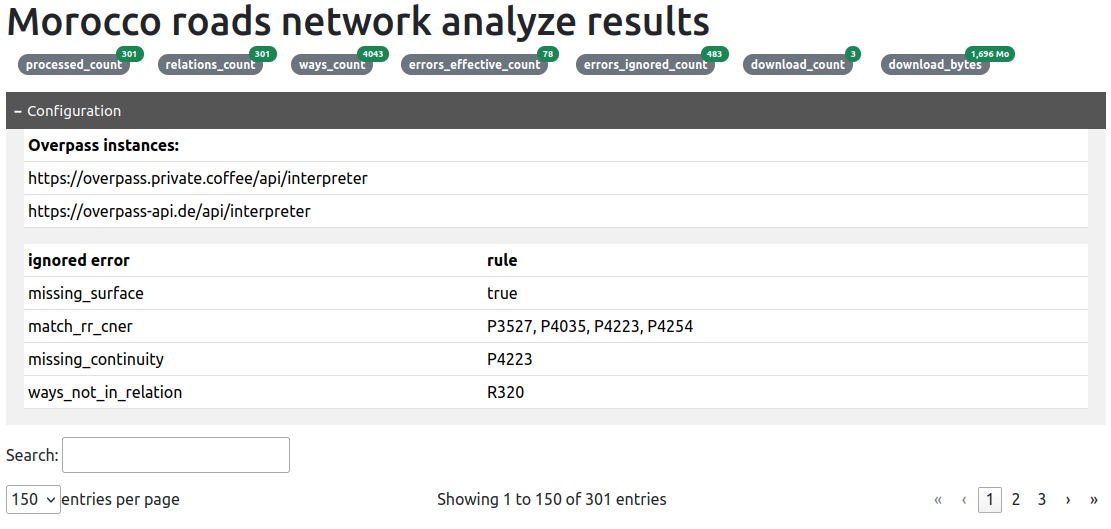 Morocco roads network analyze results
processed_count 301 relations_count 301 ways_count 4043 errors_effective_count 78 errors_ignored_count 483 download_count 3 download_bytes 1,696 Mo
– Configuration
Overpass instances:
https://overpass.private.coffee/api/interpreter
https://overpass-api.de/api/interpreter
ignored error rule
missing_surface true
match_rr_cner P3527, P4035, P4223, P4254
missing_continuity P4223
ways_not_in_relation R320
Search:
150 entries per page Showing 1 to 150 of 301 entries « ‹ 1 2 3 › »